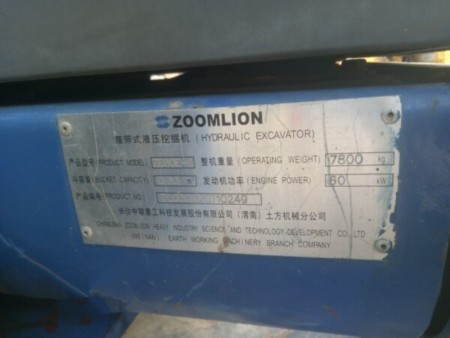 ZOOMLION
履带式液压挖掘机 (HYDRAULIC EXCAVATOR)
产品型号 PRODUCT MODEL 整机重量 (OPERATING WEIGHT) 7800 kg
斗容量 BUCKET CAPACITY 发动机功率 (ENGINE POWER) 60 kW
产品编号 PRODUCT NO. 10249
长沙中联重工科技发展股份有限公司 (渭南) 土方机械分公司
CHANGSHA ZOOMLION HEAVY INDUSTRY SCIENCE AND TECHNOLOGY DEVELOPMENT CO., LTD
(WEINAN) EARTH WORKING MACHINERY BRANCH COMPANY